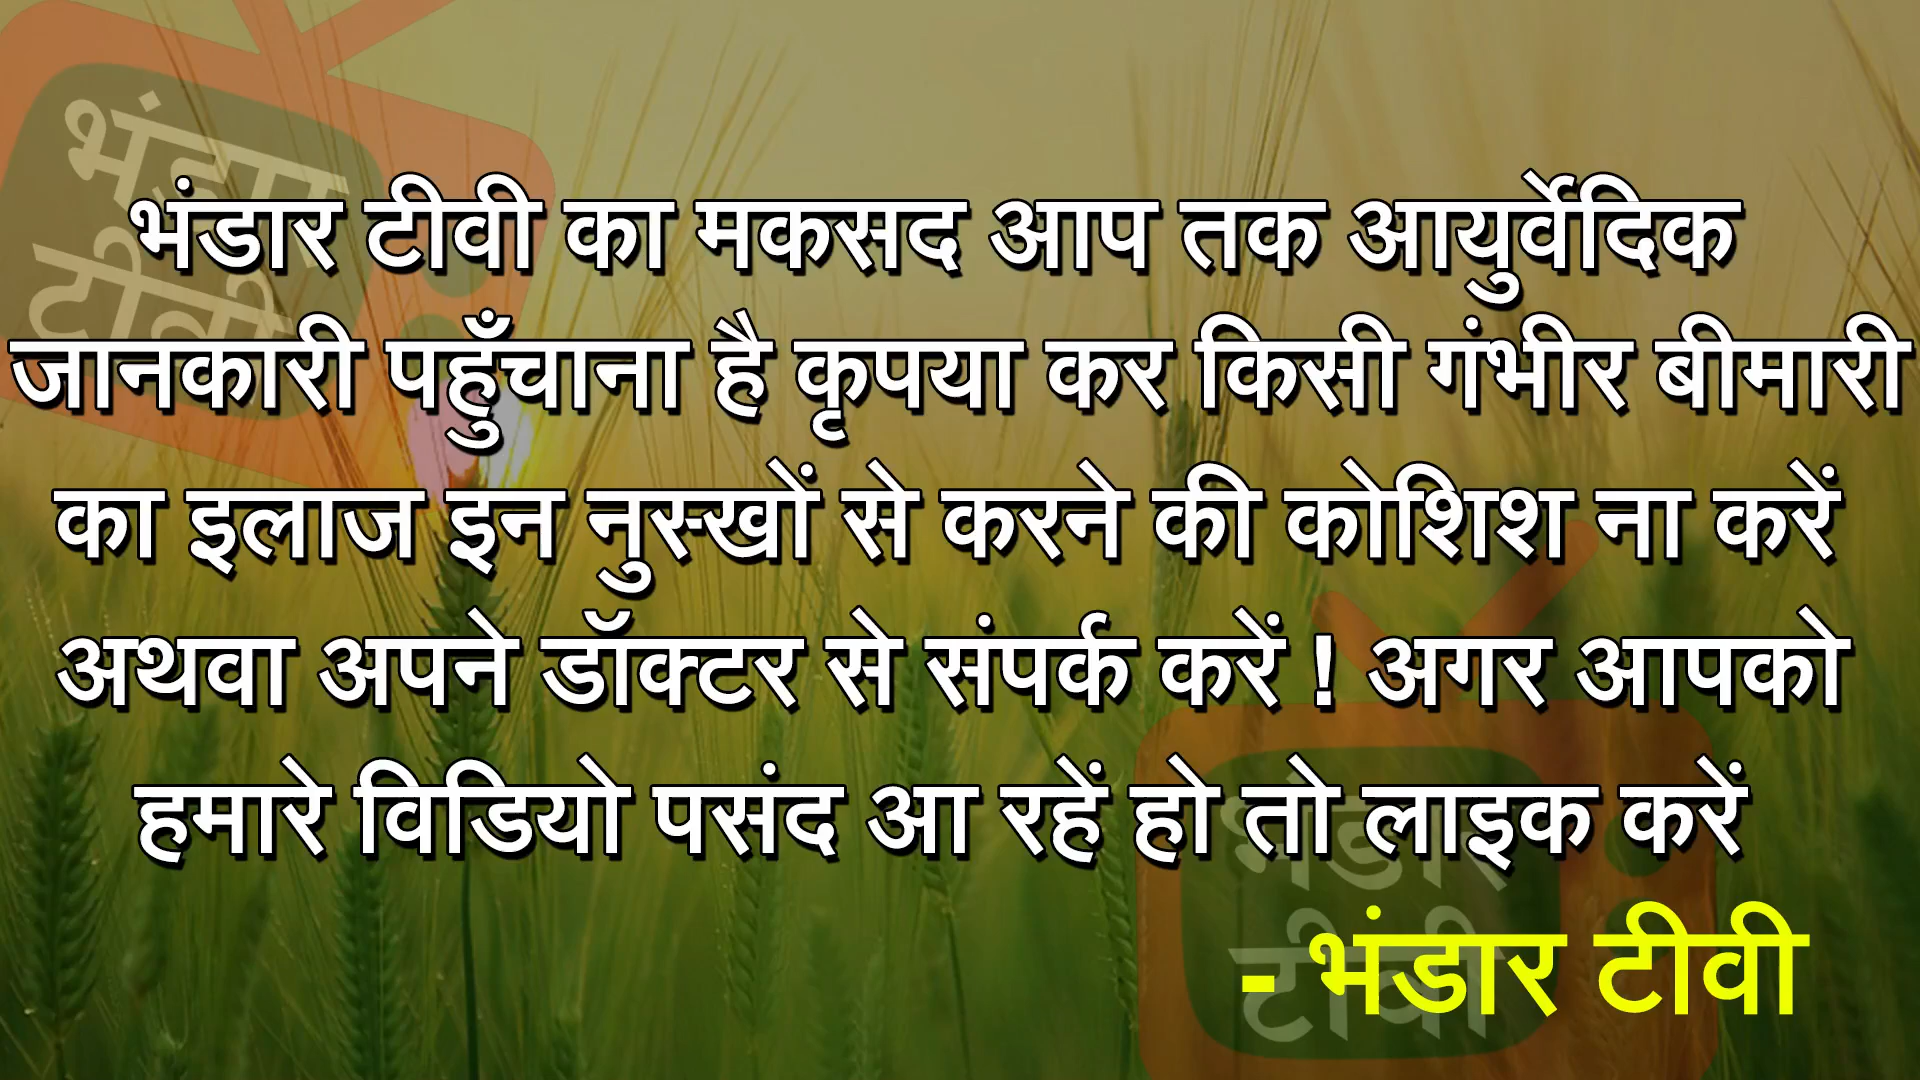 भंडार टीवी
भंडार टीवी का मकसद आप तक आयुर्वेदिक
जानकारी पहुँचाना है कृपया कर किसी गंभीर बीमारी
का इलाज इन नुस्खों से करने की कोशिश ना करें
अथवा अपने डॉक्टर से संपर्क करें ! अगर आपको
हमारे विडियो पसंद आ रहें हो तो लाइक करें
भंडार टीवी
- भंडार टीवी